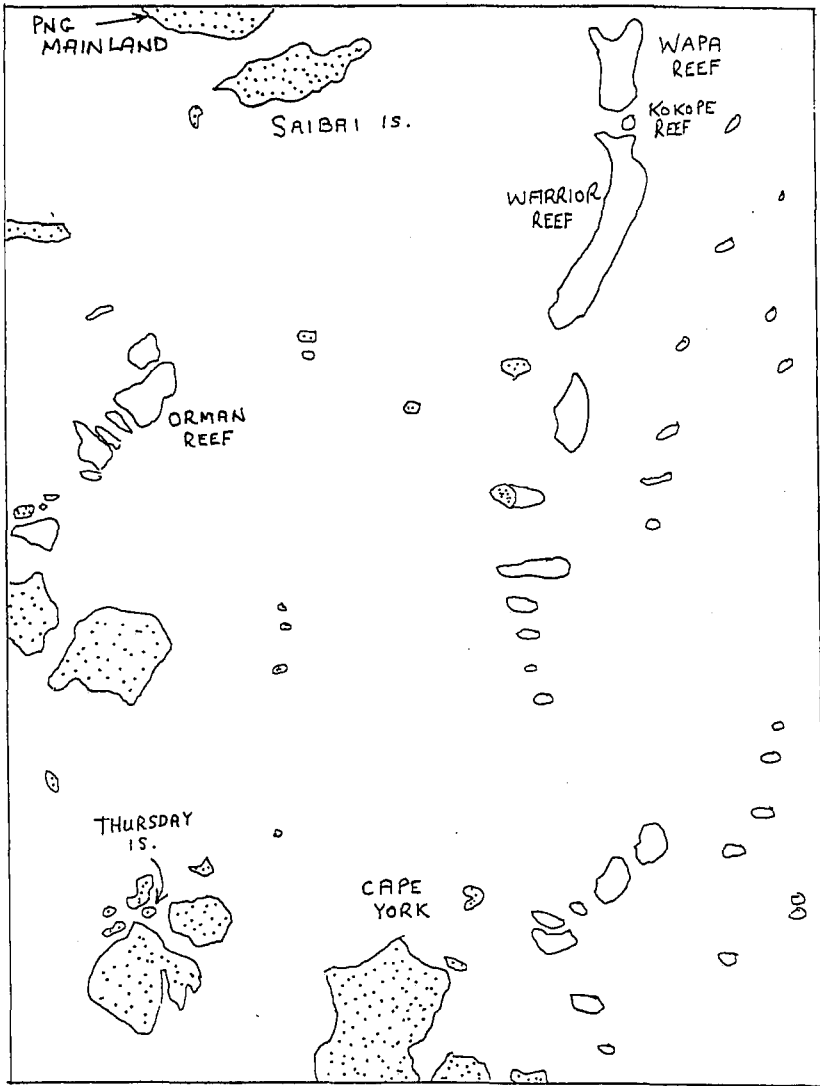 PNG
MAINLAND
SAIBAI IS.
WAPA
REEF
KOKOPE
REEF
WARRIOR
REEF
ORMAN
REEF
THURSDAY
IS.
CAPE
YORK